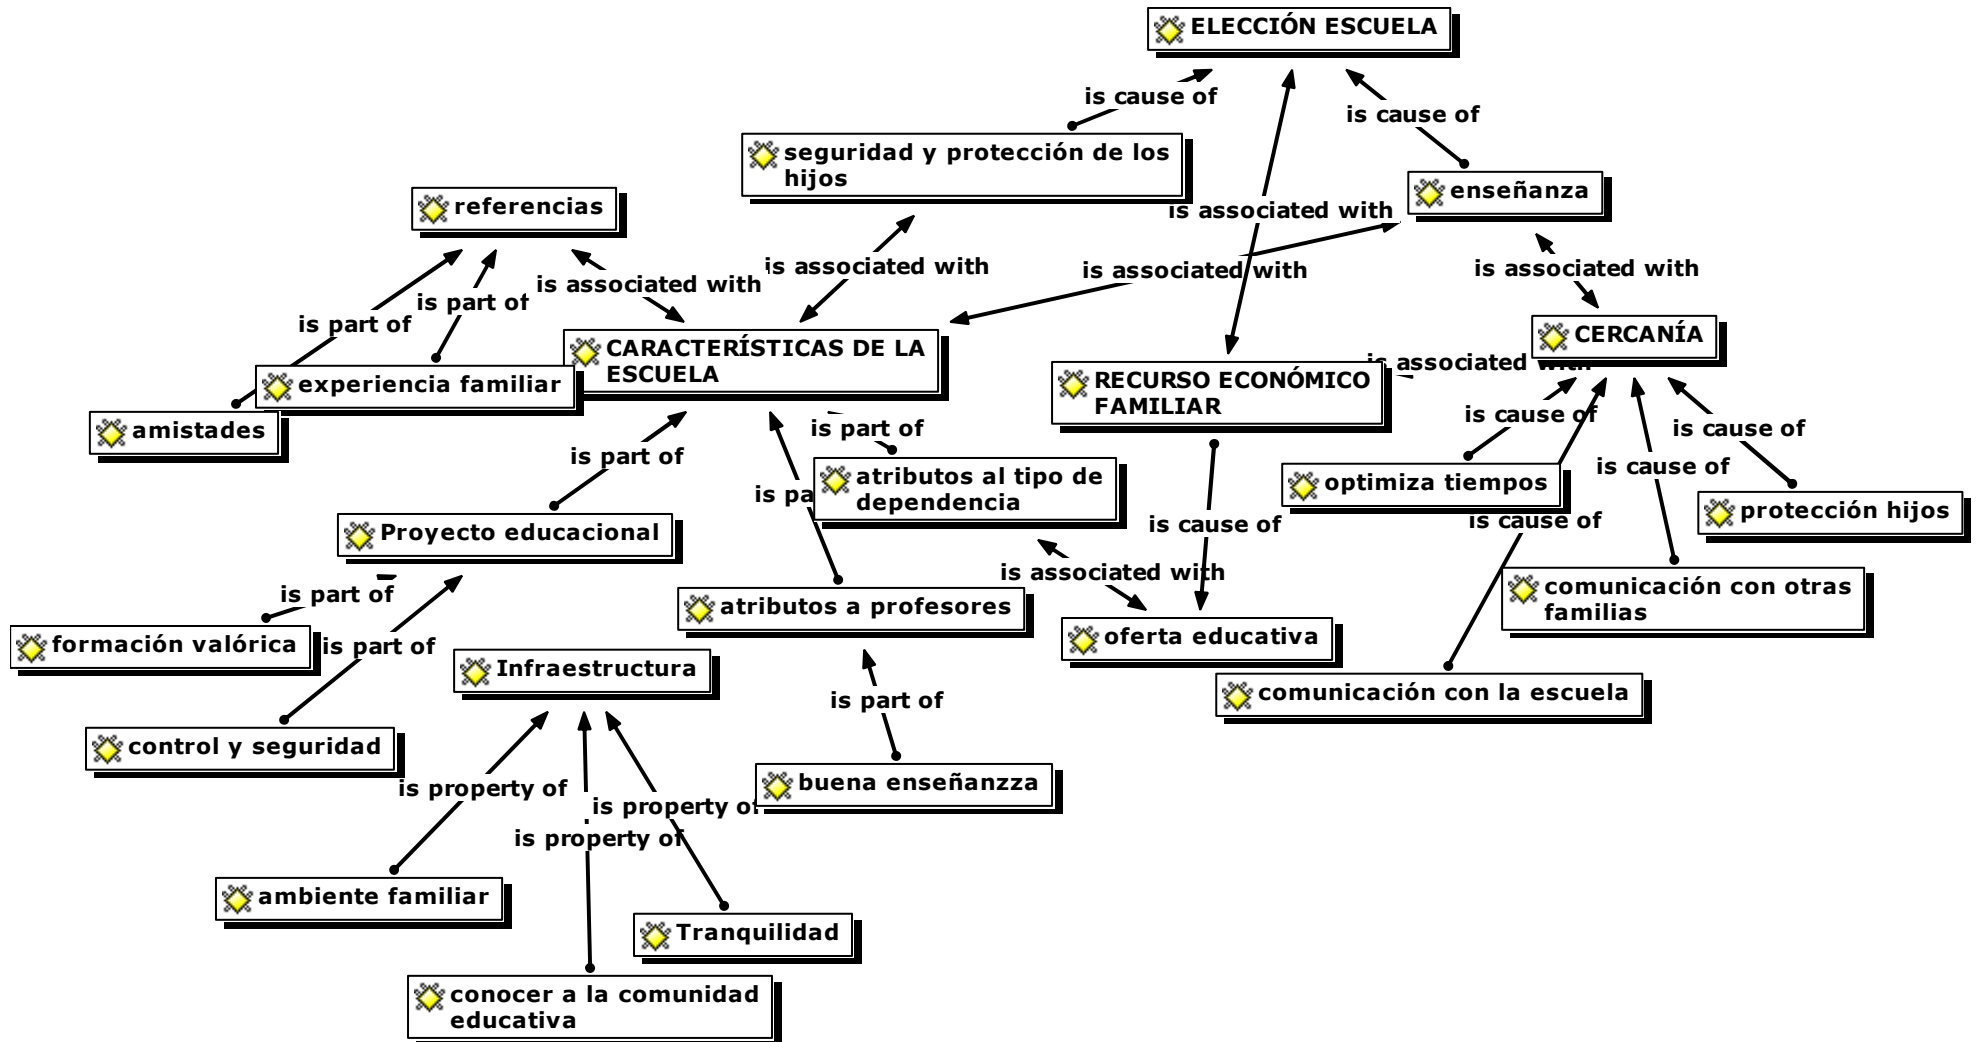 ELECCIÓN ESCUELA
is cause of
is cause of
seguridad y protección de los
hijos
enseñanza
referencias
is associated with
is associated with
is associated with
is associated with
is associated with
is part of
is part of
CARACTERÍSTICAS DE LA
ESCUELA
CERCANÍA
RECURSO ECONÓMICO
FAMILIAR
is associated with
experiencia familiar
amistades
is part of
is part of
is cause of
is cause of
is cause of
atributos al tipo de
dependencia
optimiza tiempos
protección hijos
is pa
is cause of
is cause of
Proyecto educacional
is associated with
is part of
comunicación con otras
familias
atributos a profesores
formación valórica
is part of
oferta educativa
Infraestructura
comunicación con la escuela
is part of
control y seguridad
buena enseñanzza
is property of
is property of
is property of
ambiente familiar
Tranquilidad
conocer a la comunidad
educativa